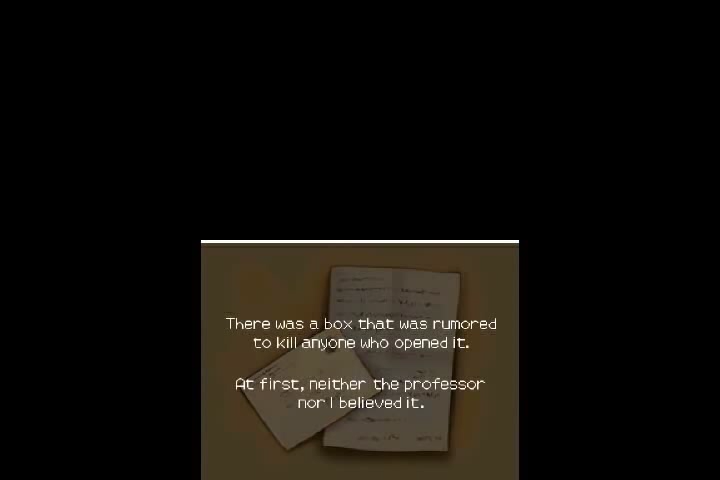 There was a box that was rumored
to kill anyone who opened it.
At first, neither the professor
nor I believed it.